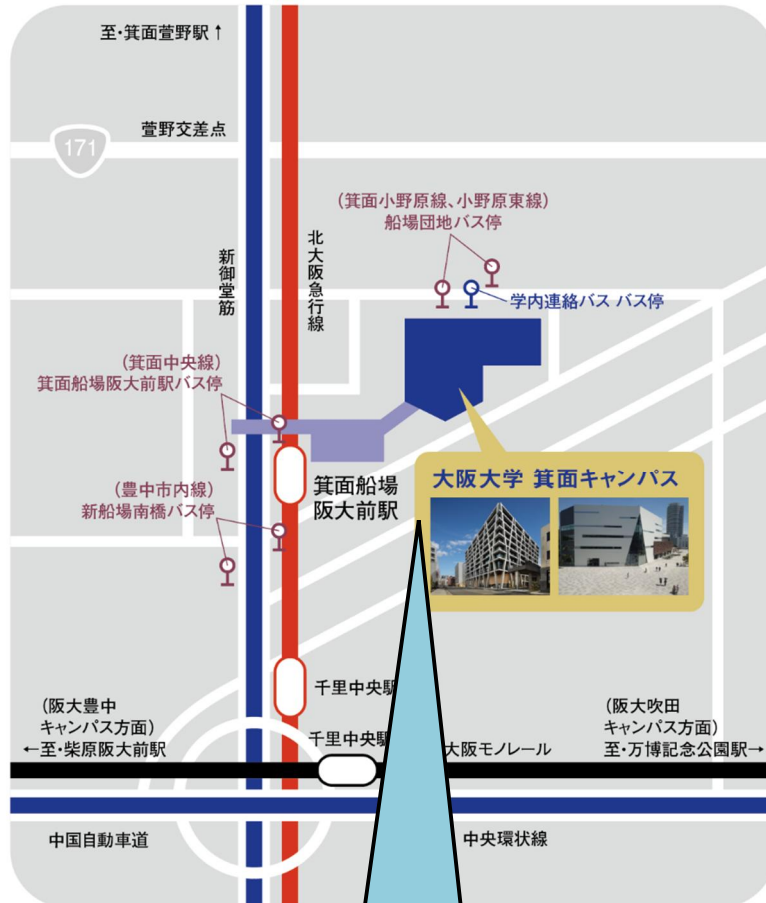 至・箕面萱野駅↑
171
萱野交差点
(箕面小野原線、小野原東線)
船場団地バス停
新御堂筋
北大阪急行線
学内連絡バス バス停
(箕面中央線)
箕面船場阪大前駅バス停
大阪大学 箕面キャンパス
箕面船場
阪大前駅
(豊中市内線)
新船場南橋バス停
千里中央駅
(阪大豊中
キャンパス方面)
←至・柴原阪大前駅
千里中央駅
大阪モノレール
(阪大吹田
キャンパス方面)
至・万博記念公園駅→
中国自動車道
中央環状線